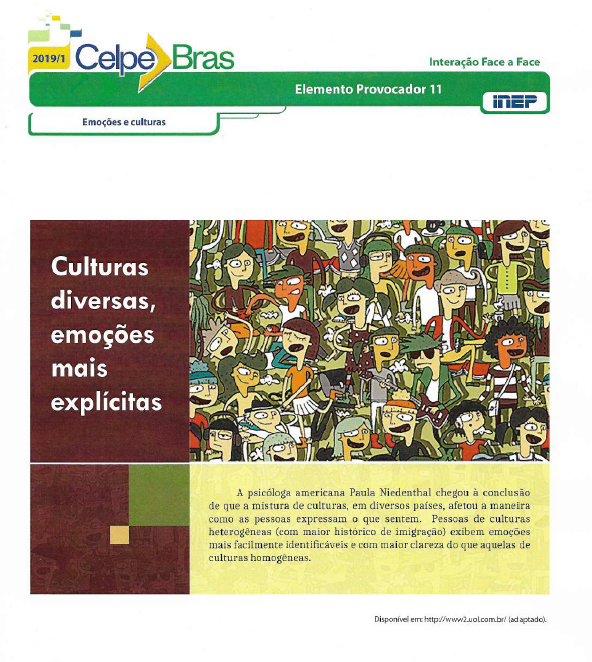 2019/1
Celpe Bras
Interação Face a Face
Elemento Provocador 11
INEP
Emoções e culturas
Culturas
diversas,
emoções
mais
explícitas
A psicóloga americana Paula Niedenthal chegou à conclusão
de que a mistura de culturas, em diversos países, afetou a maneira
como as pessoas expressam o que sentem. Pessoas de culturas
heterogêneas (com maior histórico de imigração) exibem emoções
mais facilmente identificáveis e com maior clareza do que aquelas de
culturas homogêneas.
Disponível em: http://www2.uol.com.br/ (adaptado).